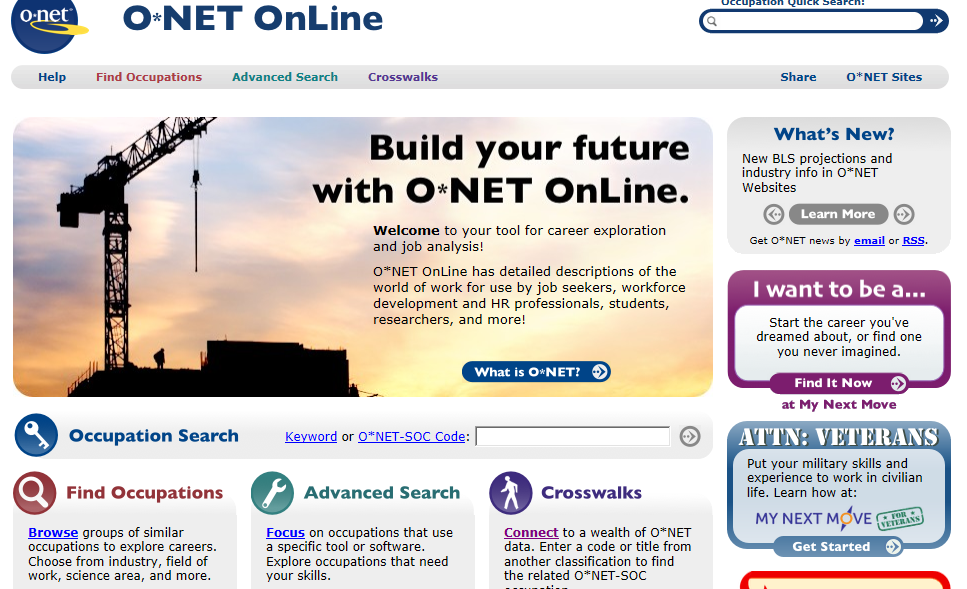 o·net
O*NET OnLine
Occupation Quick Search:
Help Find Occupations Advanced Search Crosswalks Share O*NET Sites
Build your future
with O*NET OnLine.
Welcome to your tool for career exploration
and job analysis!
O*NET OnLine has detailed descriptions of the
world of work for use by job seekers, workforce
development and HR professionals, students,
researchers, and more!
What is O*NET?
What's New?
New BLS projections and
industry info in O*NET
Websites
Learn More
Get O*NET news by email or RSS.
I want to be a...
Start the career you've
dreamed about, or find one
you never imagined.
Find It Now
at My Next Move
ATTN: VETERANS
Put your military skills and
experience to work in civilian
life. Learn how at:
MY NEXT MOVE FOR VETERANS
Get Started
Occupation Search Keyword or O*NET-SOC Code:
Find Occupations
Browse groups of similar
occupations to explore careers.
Choose from industry, field of
work, science area, and more.
Advanced Search
Focus on occupations that use
a specific tool or software.
Explore occupations that need
your skills.
Crosswalks
Connect to a wealth of O*NET
data. Enter a code or title from
another classification to find
the related O*NET-SOC